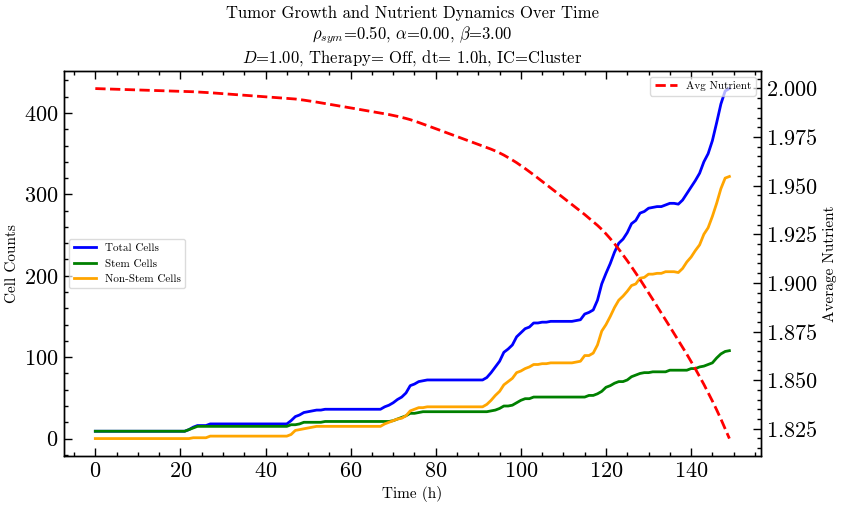 Tumor Growth and Nutrient Dynamics Over Time
ρsym=0.50, α=0.00, β=3.00
D=1.00, Therapy= Off, dt= 1.0h, IC=Cluster
Avg Nutrient
Total Cells
Stem Cells
Non-Stem Cells
Cell Counts
400
300
200
100
0
2.000
1.975
1.950
1.925
1.900
1.875
1.850
1.825
Average Nutrient
0 20 40 60 80 100 120 140
Time (h)